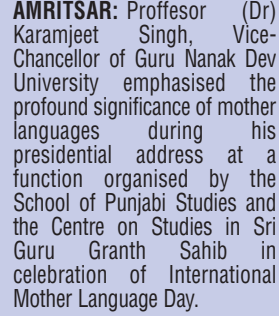 AMRITSAR: Proffesor (Dr)
Karamjeet Singh, Vice-
Chancellor of Guru Nanak Dev
University emphasised the
profound significance of mother
languages during his
presidential address at a
function organised by the
School of Punjabi Studies and
the Centre on Studies in Sri
Guru Granth Sahib in
celebration of International
Mother Language Day.